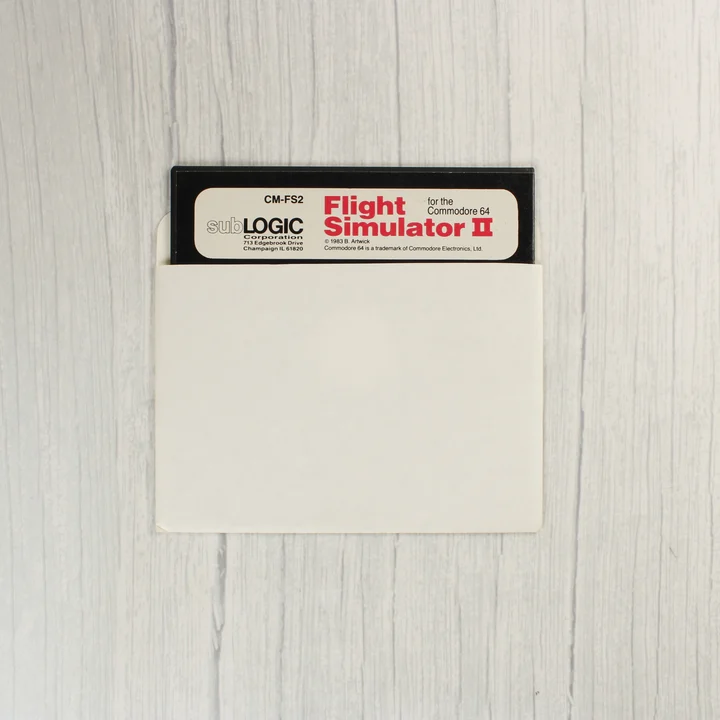 CM-FS2
subLOGIC
Corporation
713 Edgebrook Drive
Champaign IL 61820
Flight
Simulator II
for the
Commodore 64
© 1983 B. Artwick
Commodore 64 is a trademark of Commodore Electronics, Ltd.